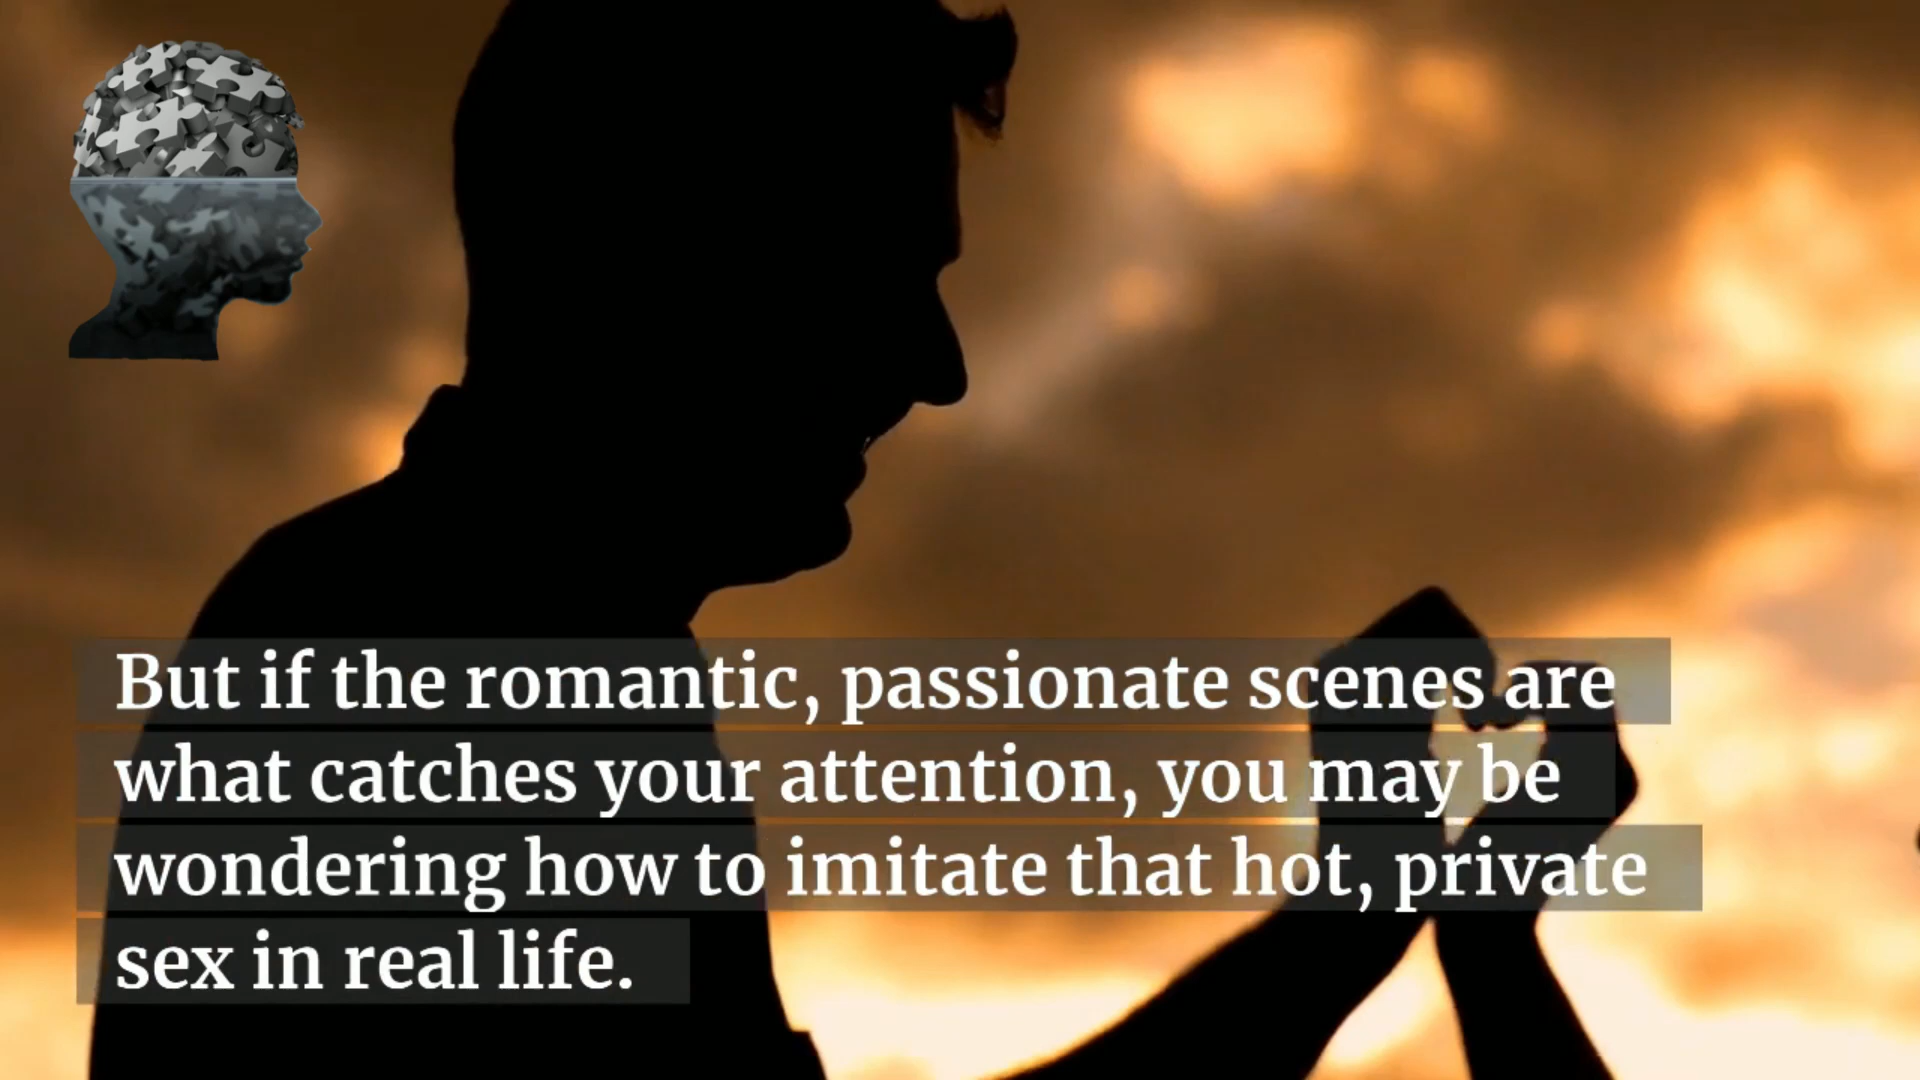 But if the romantic, passionate scenes are
what catches your attention, you may be
wondering how to imitate that hot, private
sex in real life.